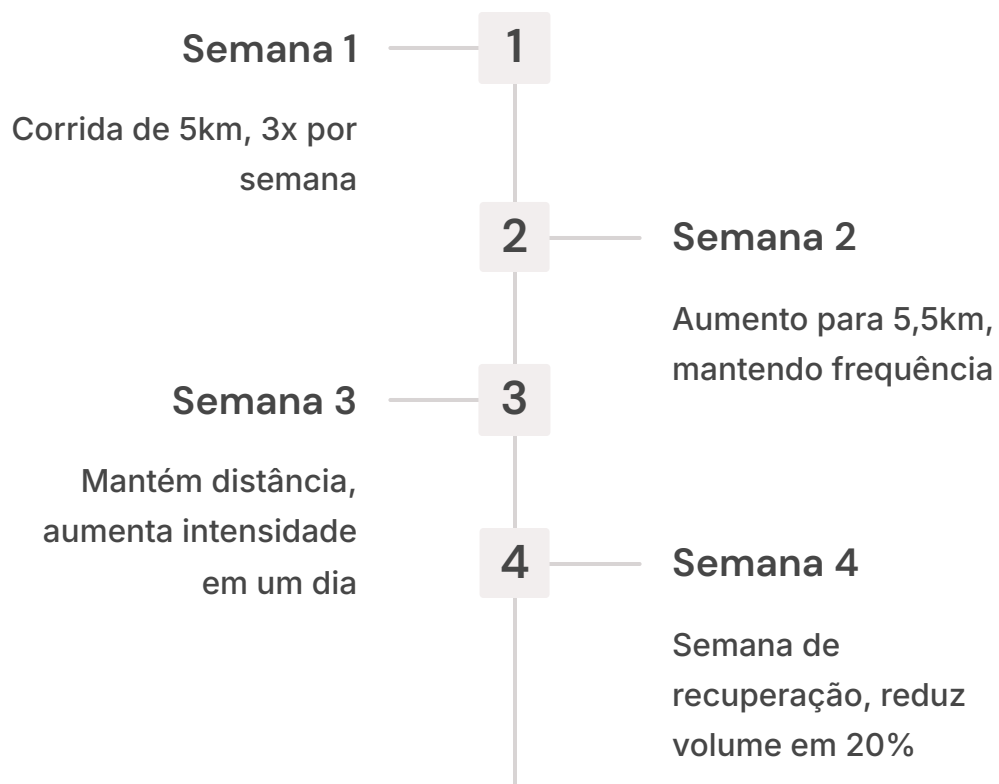 Semana 1
1
Corrida de 5km, 3x por
semana
2
Semana 2
Aumento para 5,5km,
mantendo frequência
Semana 3
3
Mantém distância,
aumenta intensidade
em um dia
4
Semana 4
Semana de
recuperação, reduz
volume em 20%